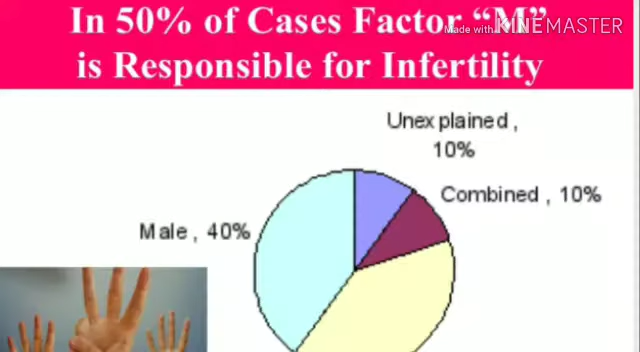 In 50% of Cases Factor “M”
Made with KINEMASTER
is Responsible for Infertility
Unexplained ,
10%
Combined , 10%
Male , 40%